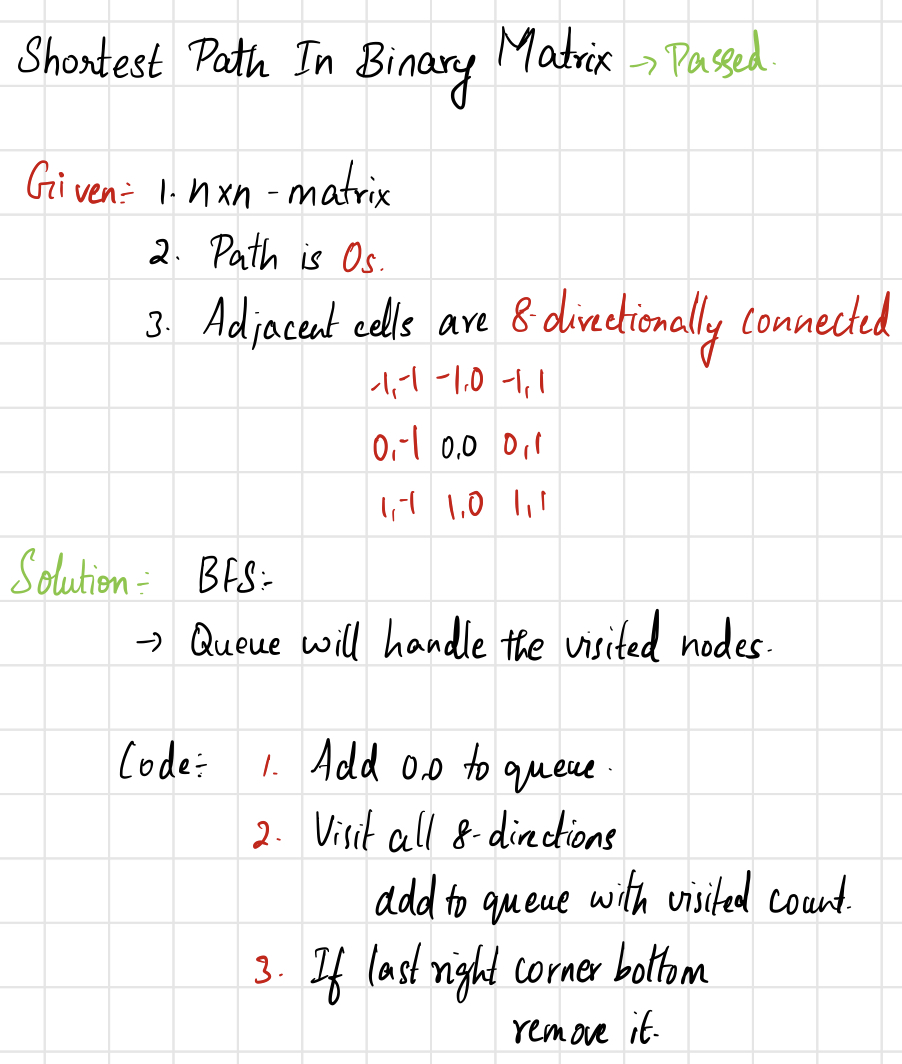 Shortest Path In Binary Matrix → Passed.
Given:- 1. nxn - matrix
2. Path is 0s.
3. Adjacent cells are 8-directionally connected
-1,-1 -1,0 -1,1
0,-1 0,0 0,1
1,-1 1,0 1,1
Solution:- BFS:-
→ Queue will handle the visited nodes.
Code:- 1. Add 0,0 to queue.
2. Visit all 8-directions
add to queue with visited count.
3. If last right corner bottom
remove it.